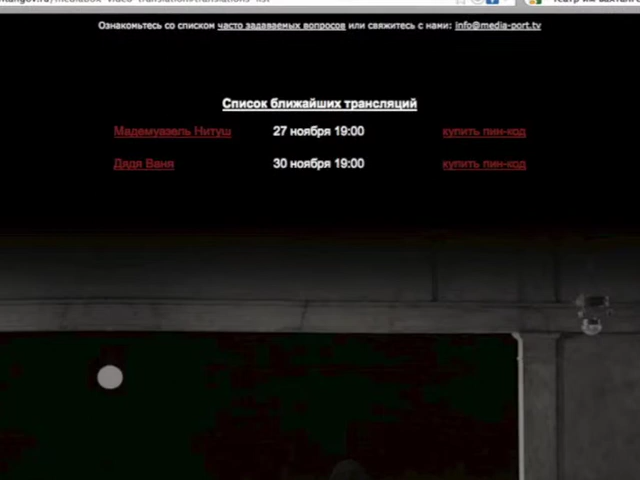 Ознакомьтесь со списком часто задаваемых вопросов или свяжитесь с нами: info@media-port.tv
Список ближайших трансляций
Мадемуазель Нитуш 27 ноября 19:00 купить пин-код
Дядя Ваня 30 ноября 19:00 купить пин-код